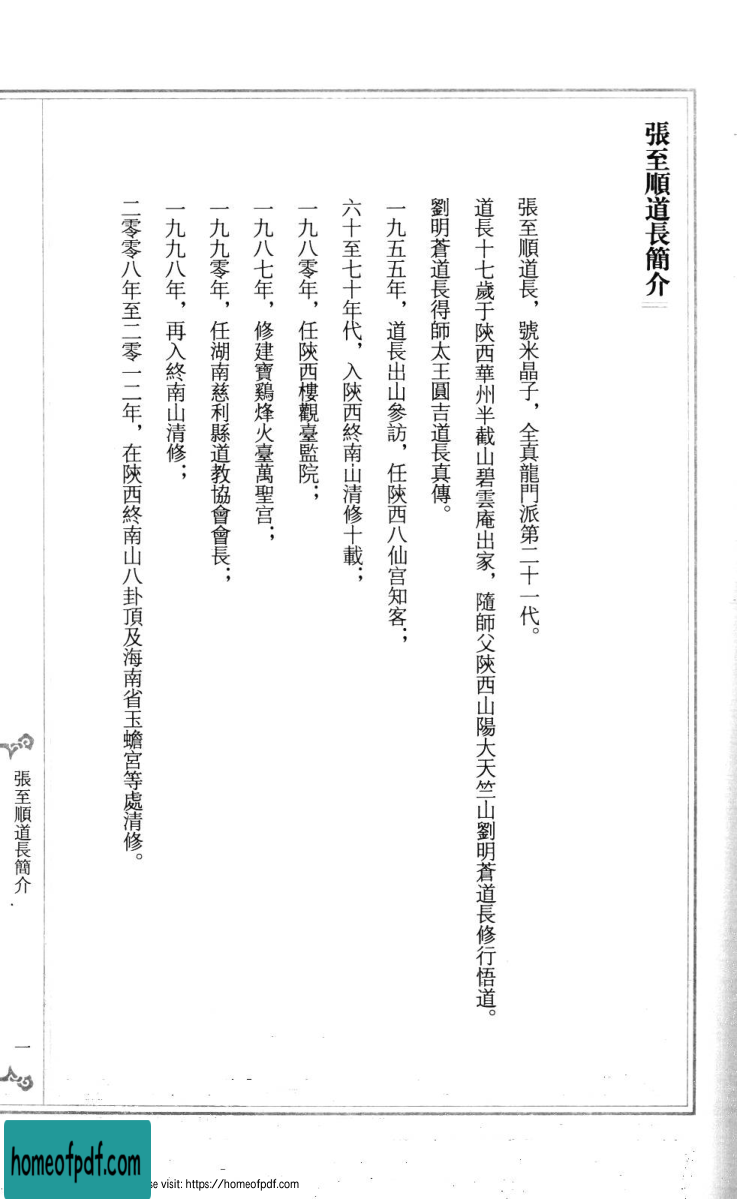 張至順道長簡介
張至順道長，號米晶子，全真龍門派第二十一代。
道長十七歲于陝西華州半截山碧雲庵出家，隨師父陝西山陽大天竺山劉明蒼道長修行悟道。
劉明蒼道長得師太王圓吉道長真傳。
一九五五年，道長出山參訪，任陝西八仙宮知客；
六十至七十年代，入陝西終南山清修十載；
一九八零年，任陝西樓觀臺監院；
一九八七年，修建寶鷄烽火臺萬聖宮；
一九九零年，任湖南慈利縣道教協會會長；
一九九八年，再入終南山清修；
二零零八年至二零一二年，在陝西終南山八卦頂及海南省玉蟾宮等處清修。
張至順道長簡介
一
homeofpdf.com
se visit: https://homeofpdf.com